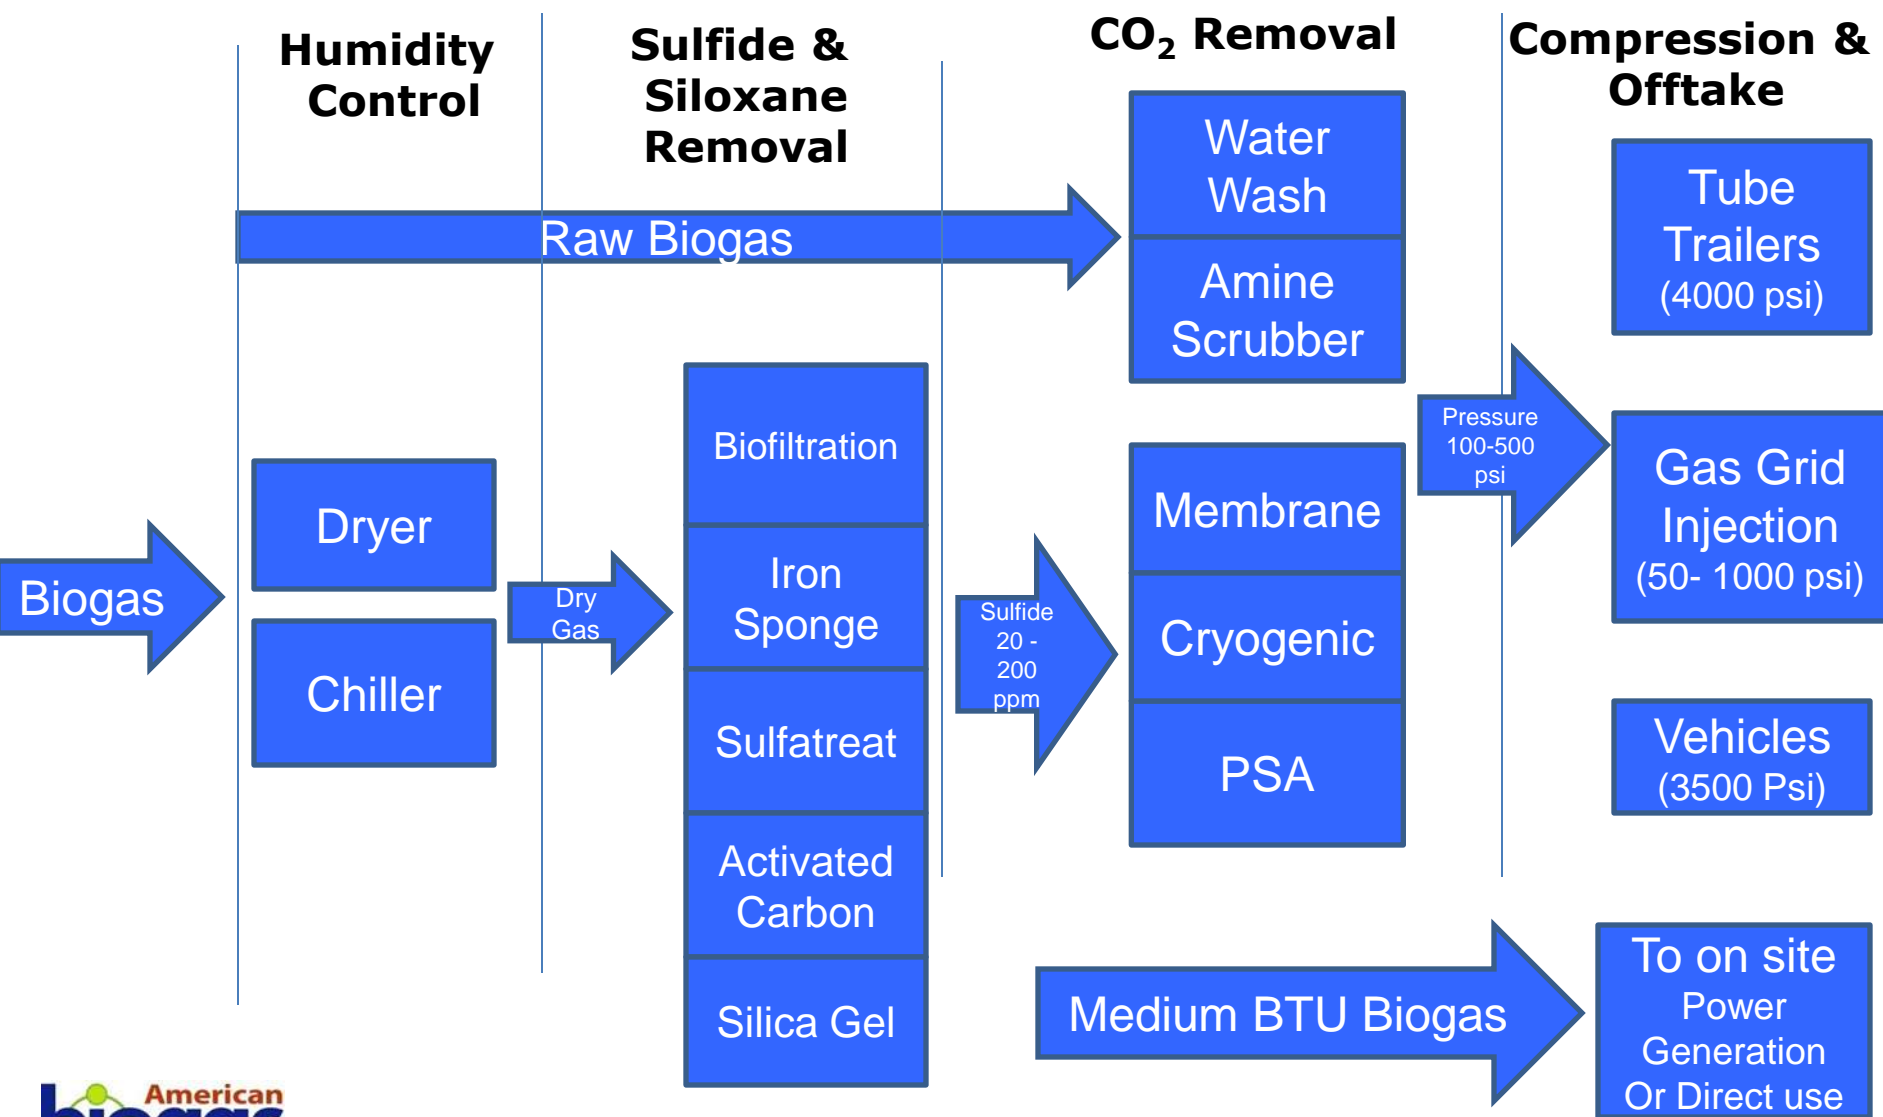 Humidity
Control
Sulfide &
Siloxane
Removal
CO₂ Removal
Compression &
Offtake
Raw Biogas
Water
Wash
Amine
Scrubber
Tube
Trailers
(4000 psi)
Biogas
Dryer
Chiller
Dry
Gas
Biofiltration
Iron
Sponge
Sulfatreat
Activated
Carbon
Silica Gel
Sulfide
20 -
200
ppm
Membrane
Cryogenic
PSA
Pressure
100-500
psi
Gas Grid
Injection
(50- 1000 psi)
Vehicles
(3500 Psi)
Medium BTU Biogas
To on site
Power
Generation
Or Direct use
American
biogas